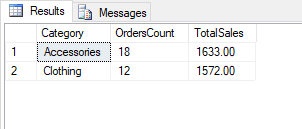 Results Messages
Category OrdersCount TotalSales
1 Accessories 18 1633.00
2 Clothing 12 1572.00